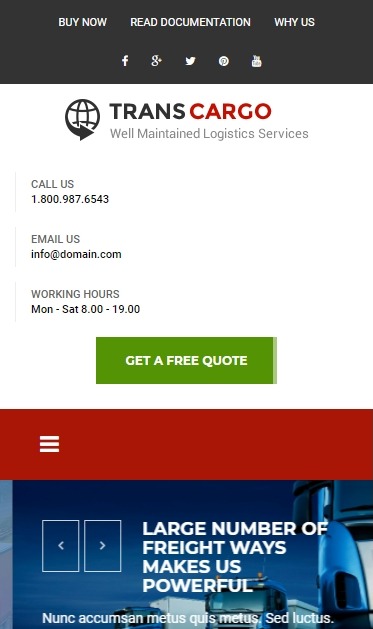 BUY NOW READ DOCUMENTATION WHY US
TRANSCARGO
Well Maintained Logistics Services
CALL US
1.800.987.6543
EMAIL US
info@domain.com
WORKING HOURS
Mon - Sat 8.00 - 19.00
GET A FREE QUOTE
LARGE NUMBER OF
FREIGHT WAYS
MAKES US
POWERFUL
Nunc accumsan metus quis metus. Sed luctus.